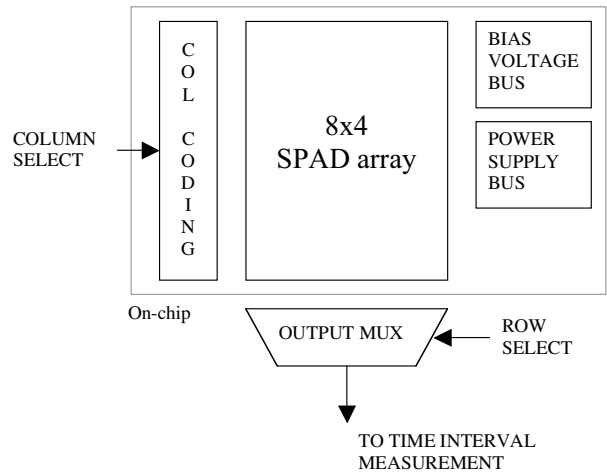 C
O
L
C
O
D
I
N
G
8x4
SPAD array
BIAS
VOLTAGE
BUS
POWER
SUPPLY
BUS
COLUMN
SELECT
On-chip
OUTPUT MUX
ROW
SELECT
TO TIME INTERVAL
MEASUREMENT